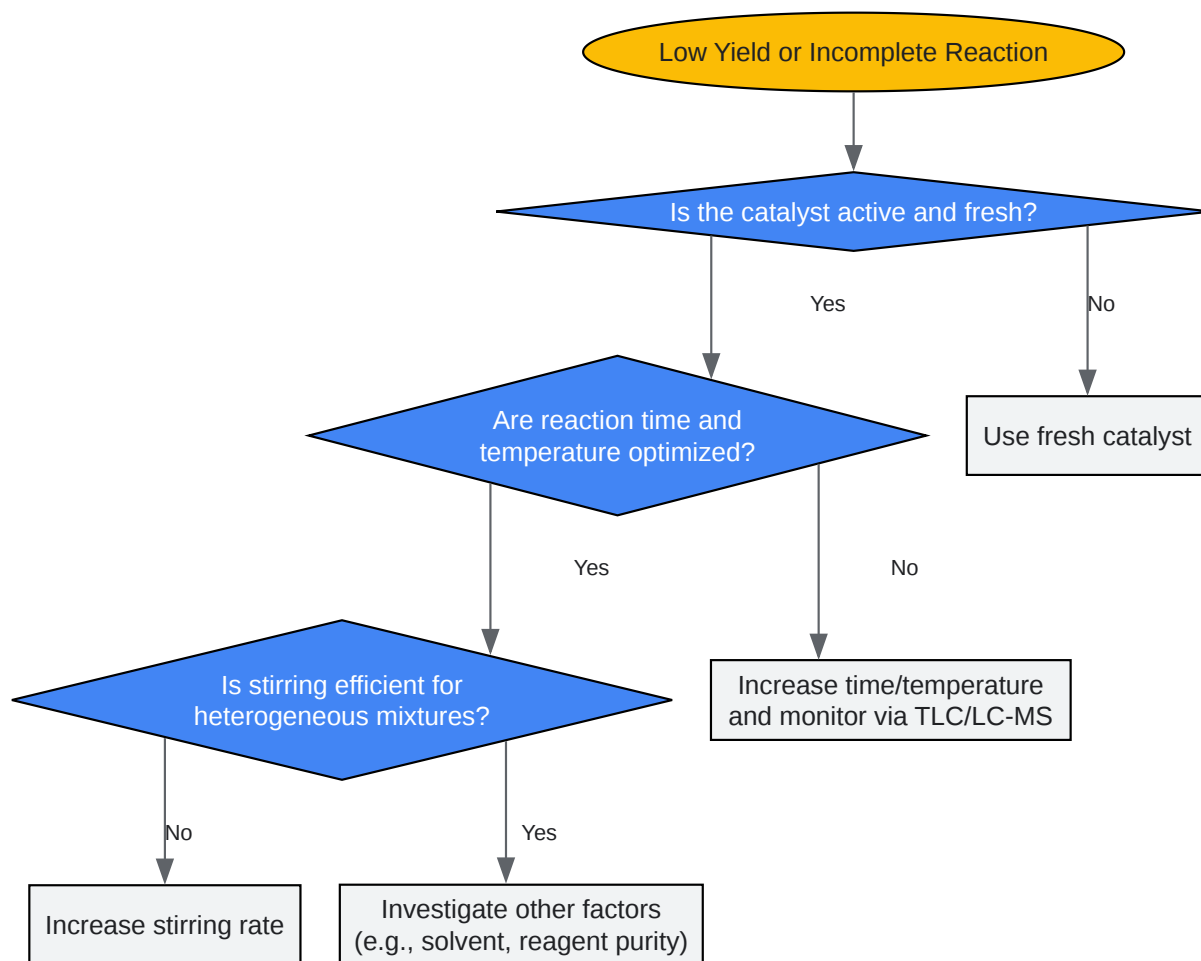 Low Yield or Incomplete Reaction
Is the catalyst active and fresh?
Yes
No
Are reaction time and
temperature optimized?
Use fresh catalyst
Yes
No
Is stirring efficient for
heterogeneous mixtures?
Increase time/temperature
and monitor via TLC/LC-MS
No
Yes
Increase stirring rate
Investigate other factors
(e.g., solvent, reagent purity)